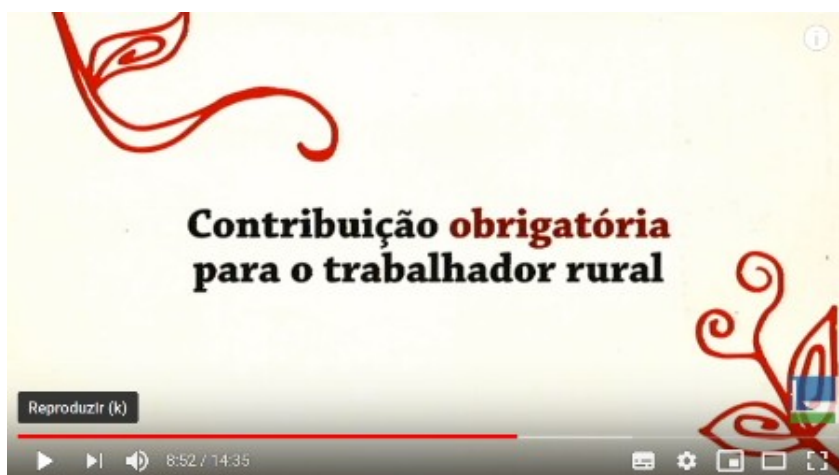 Contribuição obrigatória
para o trabalhador rural
Reproduzir (k)
8:52 / 14:35